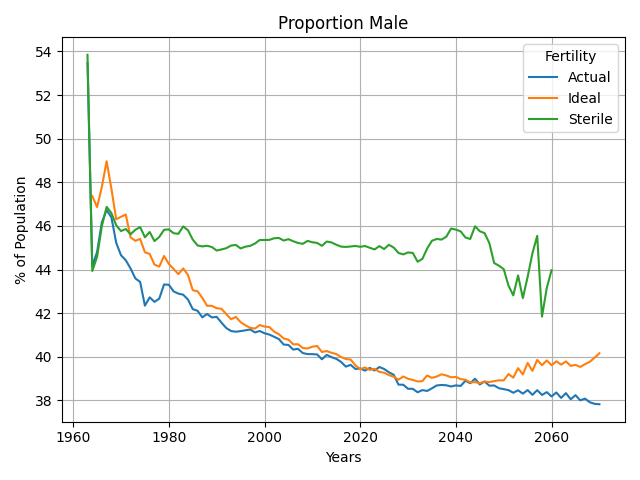 Proportion Male
% of Population
54
52
50
48
46
44
42
40
38
Fertility
Actual
Ideal
Sterile
1960
1980
2000
2020
2040
2060
Years